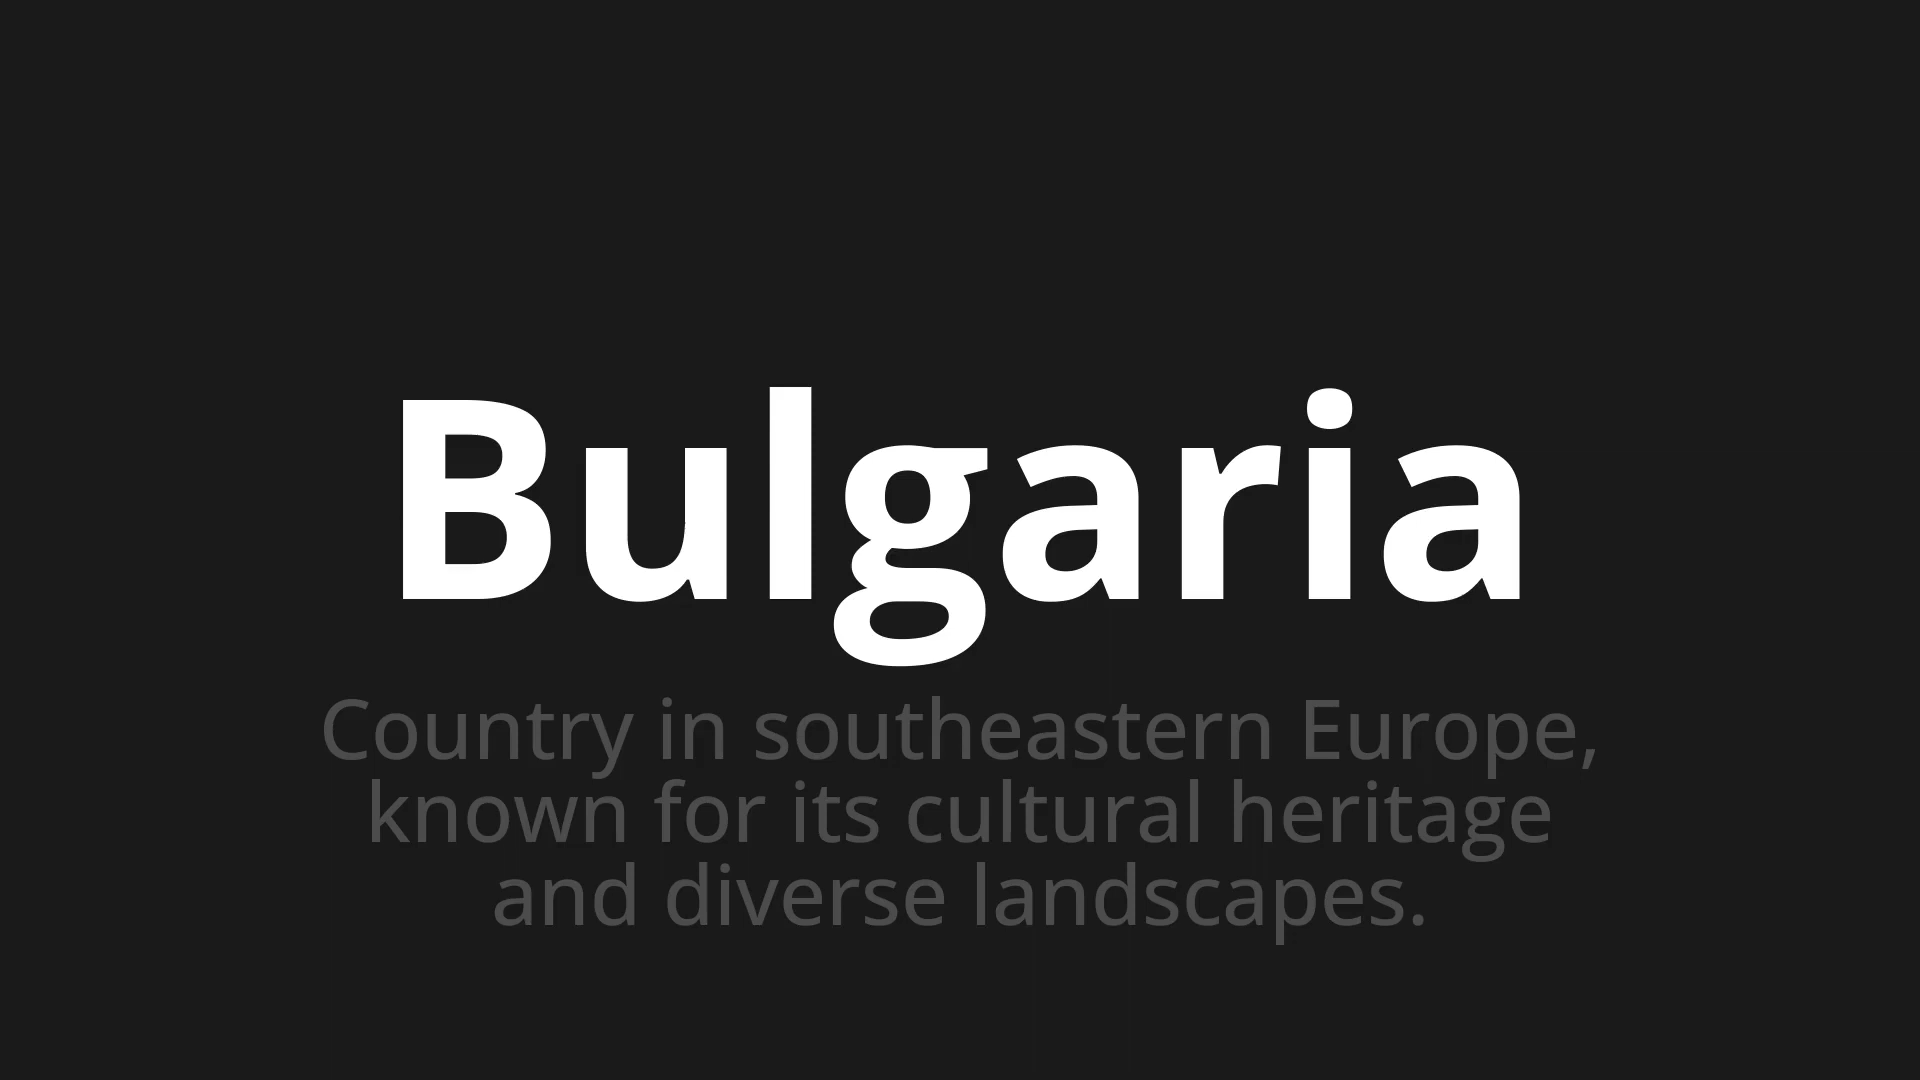 Bulgaria
Country in southeastern Europe,
known for its cultural heritage
and diverse landscapes.